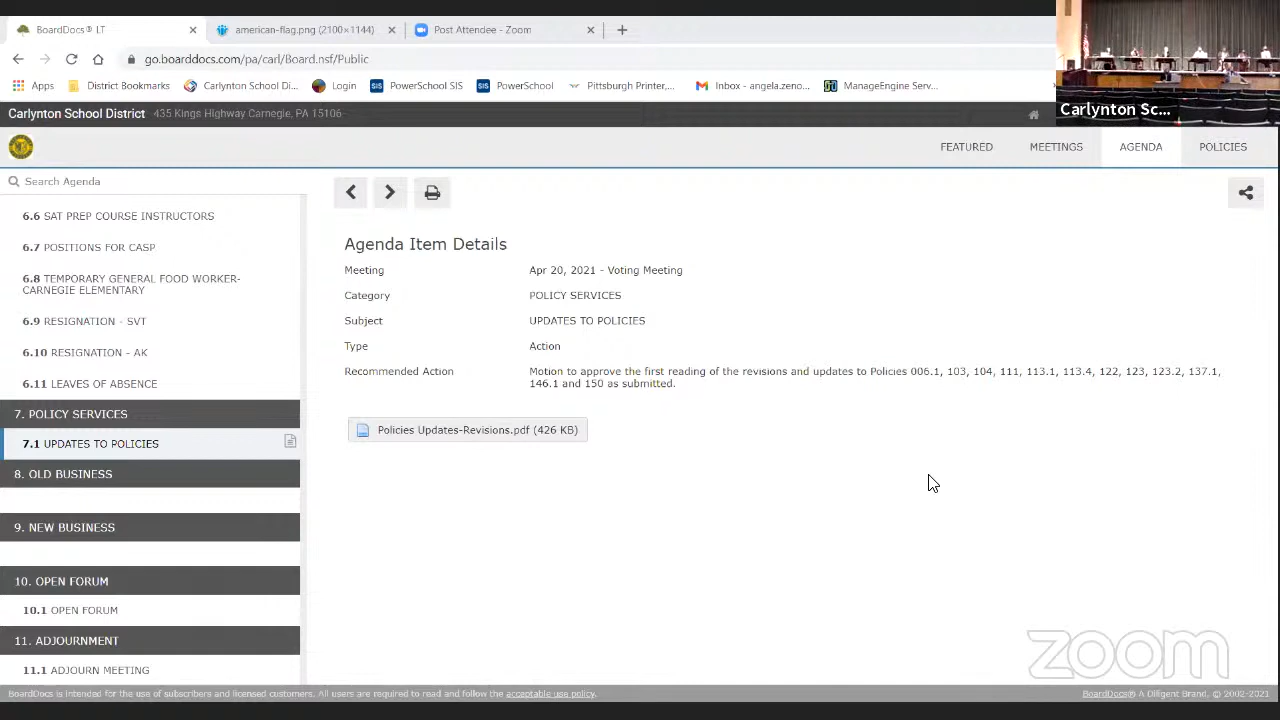 BoardDocs® LT
american-flag.png (2100×1144)
Post Attendee - Zoom
go.boarddocs.com/pa/carl/Board.nsf/Public
Apps
District Bookmarks
Carlynton School Di...
Login
PowerSchool SIS
Pittsburgh Printer,...
Inbox - angela.zero...
ManageEngine Serv...
Carlynton Sc...
Carlynton School District 435 Kings Highway Carnegie, PA 15106
FEATURED
MEETINGS
AGENDA
POLICIES
Search Agenda
6.6 SAT PREP COURSE INSTRUCTORS
6.7 POSITIONS FOR CASP
6.8 TEMPORARY GENERAL FOOD WORKER-
CARNEGIE ELEMENTARY
6.9 RESIGNATION - SVT
6.10 RESIGNATION - AK
6.11 LEAVES OF ABSENCE
7. POLICY SERVICES
7.1 UPDATES TO POLICIES
8. OLD BUSINESS
9. NEW BUSINESS
10. OPEN FORUM
10.1 OPEN FORUM
11. ADJOURNMENT
11.1 ADJOURN MEETING
Agenda Item Details
Meeting Apr 20, 2021 - Voting Meeting
Category POLICY SERVICES
Subject UPDATES TO POLICIES
Type Action
Recommended Action Motion to approve the first reading of the revisions and updates to Policies 006.1, 103, 104, 111, 113.1, 113.4, 122, 123, 123.2, 137.1,
146.1 and 150 as submitted.
Policies Updates-Revisions.pdf (426 KB)
zoom
BoardDocs is intended for the use of subscribers and licensed customers. All users are required to read and follow the acceptable use policy.
BoardDocs® A Diligent Brand. © 2002-2021